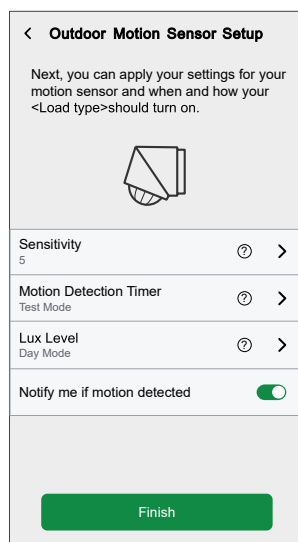 Outdoor Motion Sensor Setup
Next, you can apply your settings for your
motion sensor and when and how your
<Load type>should turn on.
Sensitivity
5
Motion Detection Timer
Test Mode
Lux Level
Day Mode
Notify me if motion detected
Finish